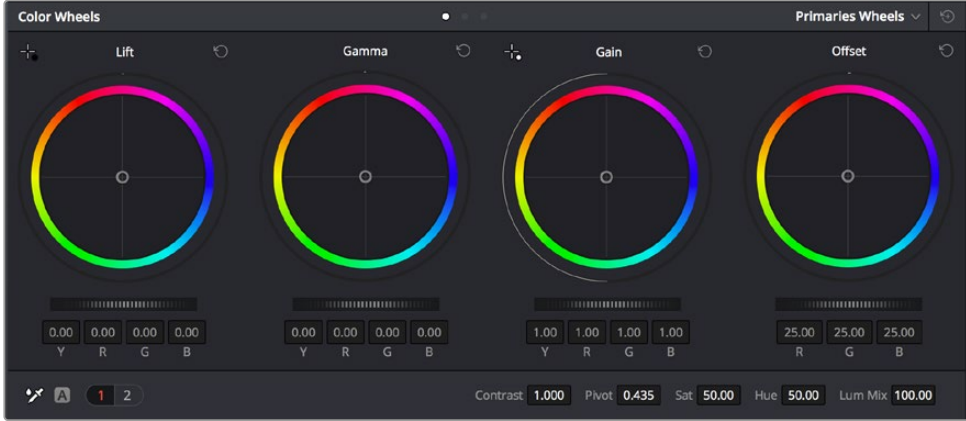 Color Wheels Primaries Wheels
Lift Gamma Gain Offset
0.00 0.00 0.00 0.00 0.00 0.00 0.00 0.00 1.00 1.00 1.00 1.00 25.00 25.00 25.00
Y R G B Y R G B Y R G B R G B
A 1 2 Contrast 1.000 Pivot 0.435 Sat 50.00 Hue 50.00 Lum Mix 100.00